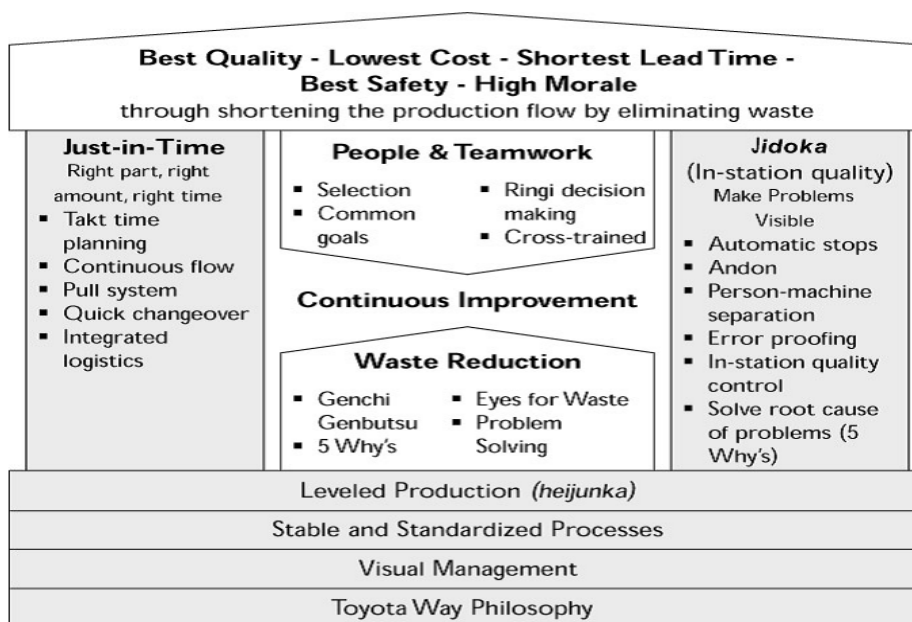 Best Quality - Lowest Cost - Shortest Lead Time -
Best Safety - High Morale
through shortening the production flow by eliminating waste
Just-in-Time
Right part, right
amount, right time
▪ Takt time
planning
▪ Continuous flow
▪ Pull system
▪ Quick changeover
▪ Integrated
logistics
People & Teamwork
▪ Selection
▪ Common
goals
▪ Ringi decision
making
▪ Cross-trained
Continuous Improvement
Waste Reduction
▪ Genchi
Genbutsu
▪ 5 Why's
▪ Eyes for Waste
▪ Problem
Solving
Jidoka
(In-station quality)
Make Problems
Visible
▪ Automatic stops
▪ Andon
▪ Person-machine
separation
▪ Error proofing
▪ In-station quality
control
▪ Solve root cause
of problems (5
Why's)
Leveled Production (heijunka)
Stable and Standardized Processes
Visual Management
Toyota Way Philosophy